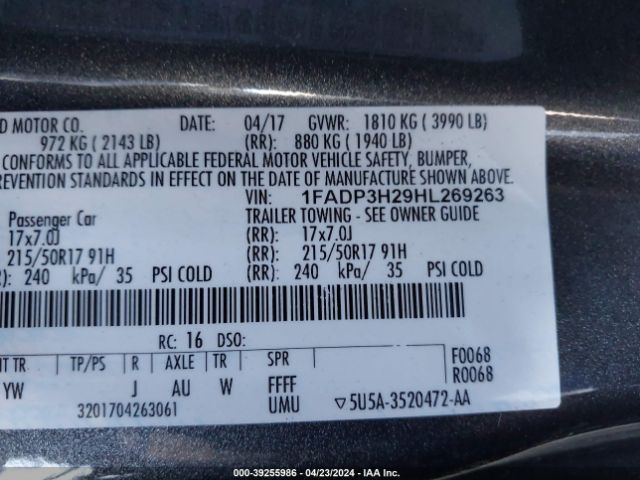 D MOTOR CO. DATE: 04/17 GVWR: 1810 KG ( 3990 LB)
972 KG ( 2143 LB) (RR): 880 KG ( 1940 LB)
CONFORMS TO ALL APPLICABLE FEDERAL MOTOR VEHICLE SAFETY, BUMPER,
REVENTION STANDARDS IN EFFECT ON THE DATE OF MANUFACTURE SHOWN ABOVE.
VIN: 1FADP3H29HL269263
Passenger Car TRAILER TOWING - SEE OWNER GUIDE
17x7.0J (RR): 17x7.0J
215/50R17 91H (RR): 215/50R17 91H
R): 240 kPa/ 35 PSI COLD (RR): 240 kPa/ 35 PSI COLD
RC: 16 DSO:
NT TR TP/PS R AXLE TR SPR F0068
YW J AU W FFFF R0068
3201704263061 UMU ▽5U5A-3520472-AA
000-39255986 - 04/23/2024 - IAA Inc.